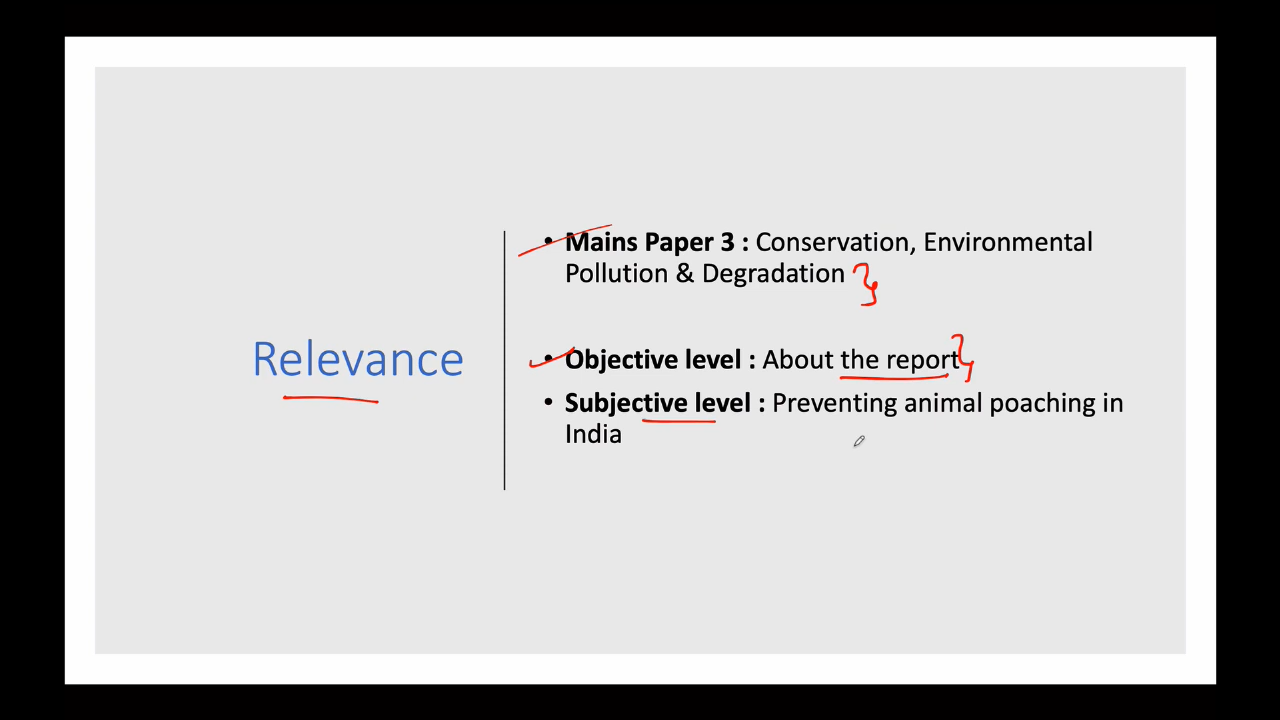 Relevance
• Mains Paper 3 : Conservation, Environmental
Pollution & Degradation
• Objective level : About the report
• Subjective level : Preventing animal poaching in
India